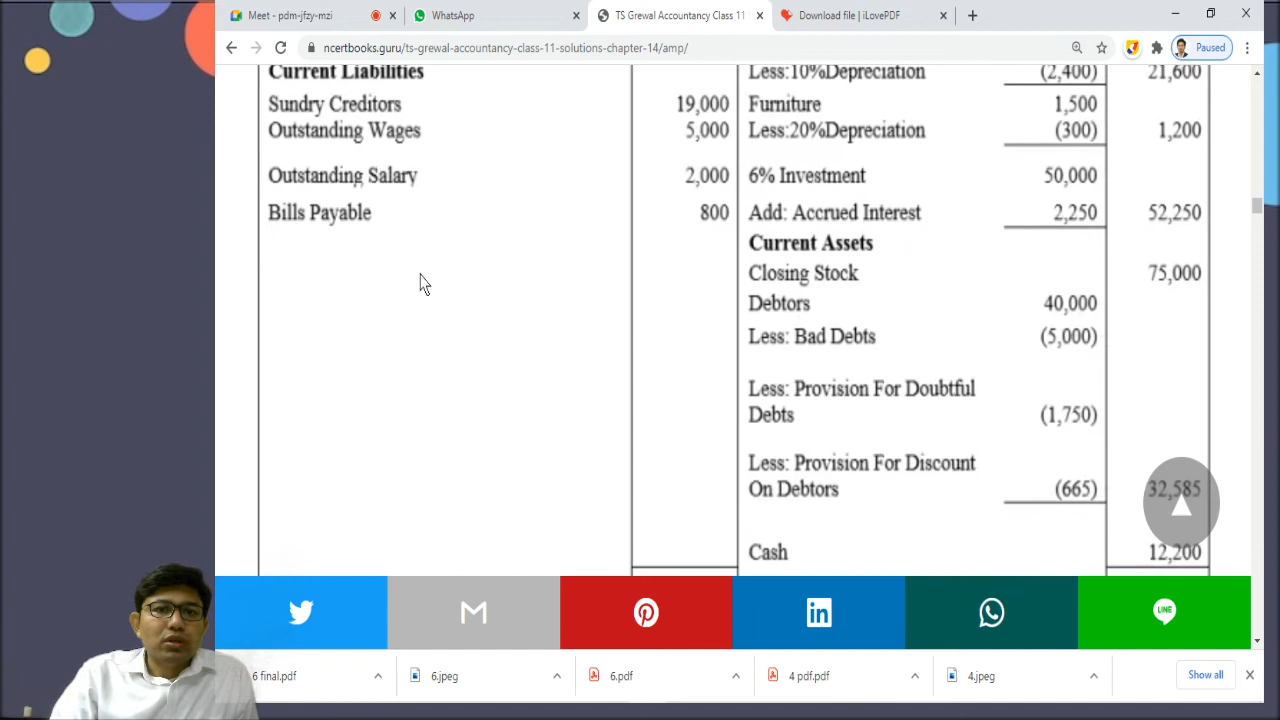 Meet - pdm-jfzy-mzi
WhatsApp
TS Grewal Accountancy Class 11
Download file | iLovePDF
ncertbooks.guru/ts-grewal-accountancy-class-11-solutions-chapter-14/amp/
Paused
Current Liabilities
Sundry Creditors 19,000
Outstanding Wages 5,000
Outstanding Salary 2,000
Bills Payable 800
Less:10%Depreciation (2,400) 21,600
Furniture 1,500
Less:20%Depreciation (300) 1,200
6% Investment 50,000
Add: Accrued Interest 2,250 52,250
Current Assets
Closing Stock 75,000
Debtors 40,000
Less: Bad Debts (5,000)
Less: Provision For Doubtful
Debts (1,750)
Less: Provision For Discount
On Debtors (665) 32,585
Cash 12,200
LINE
6 final.pdf
6.jpeg
6.pdf
4 pdf.pdf
4.jpeg
Show all